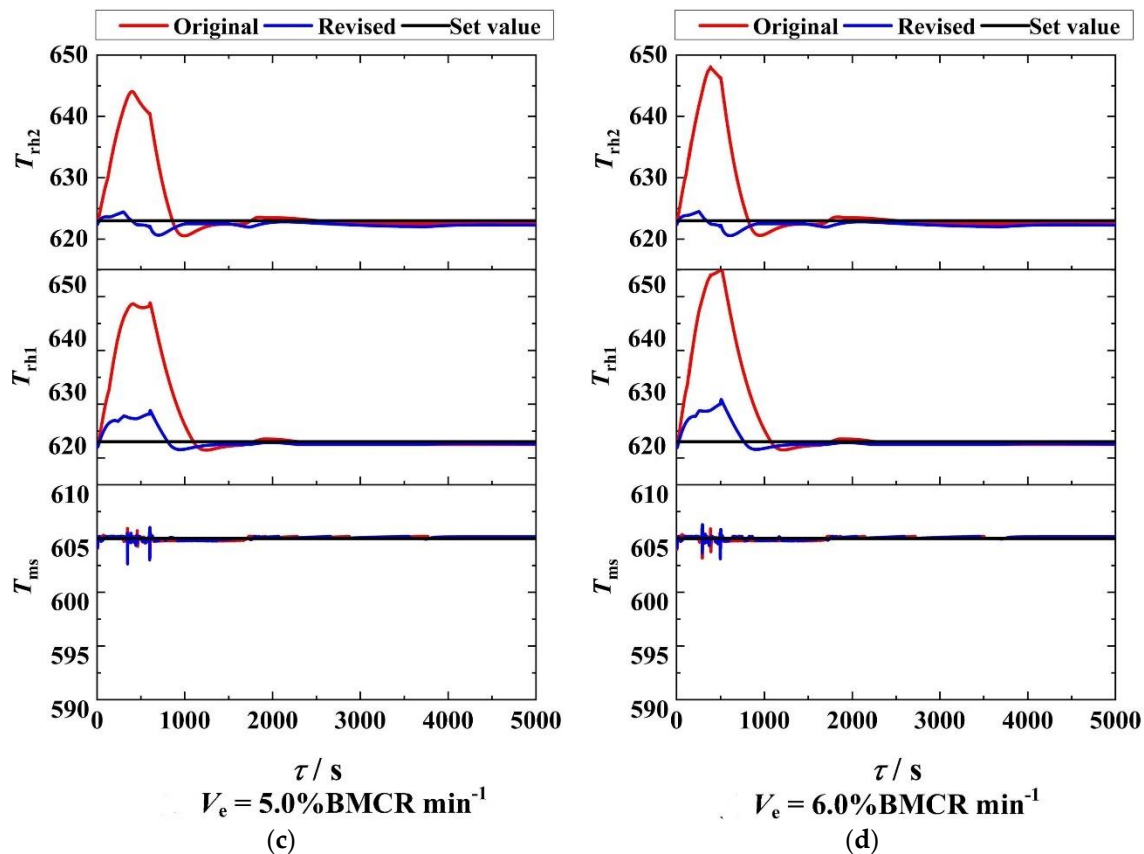 Original Revised Set value
650
640
630
620
T_rh2
650
640
630
620
T_rh1
610
605
600
595
590
T_ms
0 1000 2000 3000 4000 5000
τ / s
V_e = 5.0%BMCR min⁻¹
(c)
Original Revised Set value
650
640
630
620
T_rh2
650
640
630
620
T_rh1
610
605
600
595
590
T_ms
0 1000 2000 3000 4000 5000
τ / s
V_e = 6.0%BMCR min⁻¹
(d)